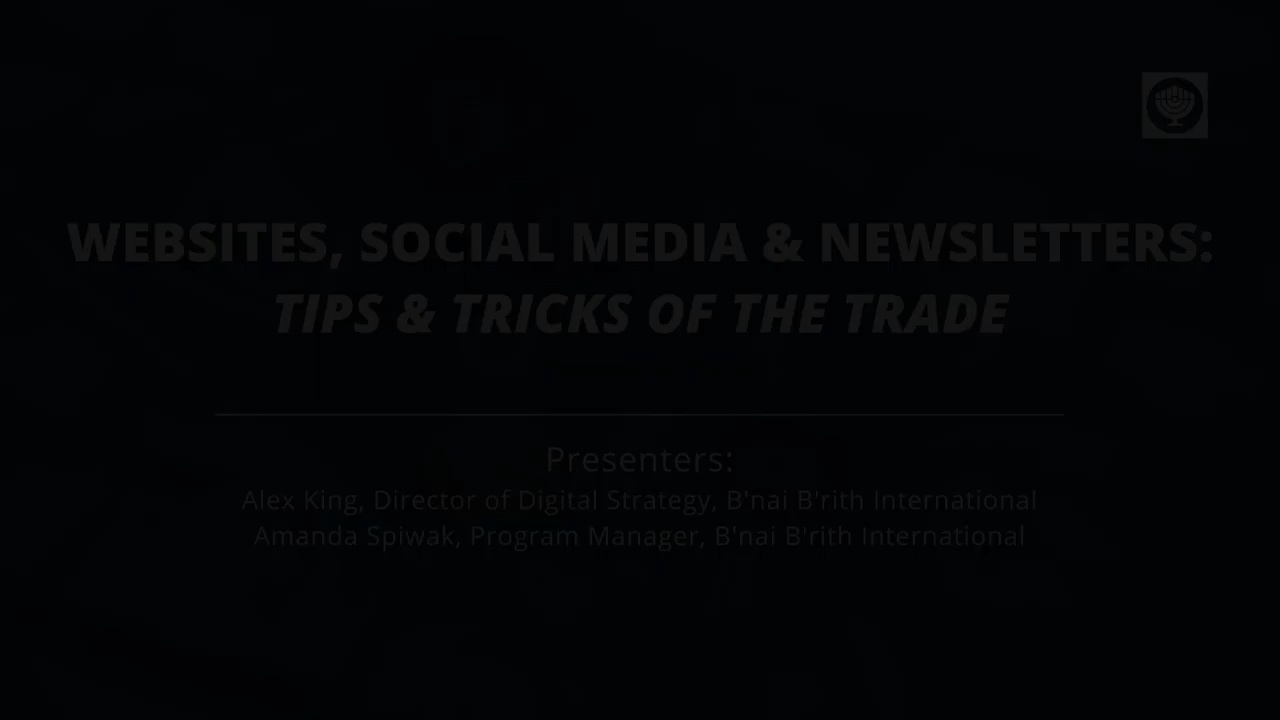 WEBSITES, SOCIAL MEDIA & NEWSLETTERS:
TIPS & TRICKS OF THE TRADE
Presenters:
Alex King, Director of Digital Strategy, B'nai B'rith International
Amanda Spiwak, Program Manager, B'nai B'rith International